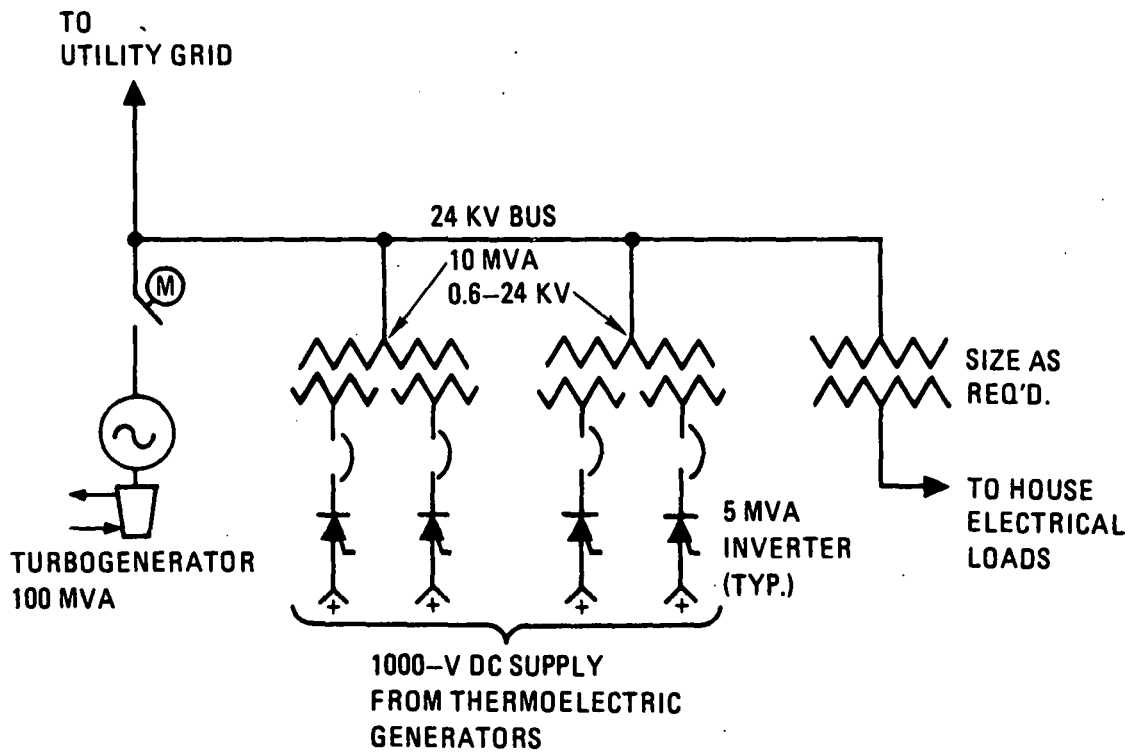 TO
UTILITY GRID
24 KV BUS
10 MVA
0.6–24 KV
M
SIZE AS
REQ'D.
TURBOGENERATOR
100 MVA
5 MVA
INVERTER
(TYP.)
TO HOUSE
ELECTRICAL
LOADS
+ + + +
1000–V DC SUPPLY
FROM THERMOELECTRIC
GENERATORS